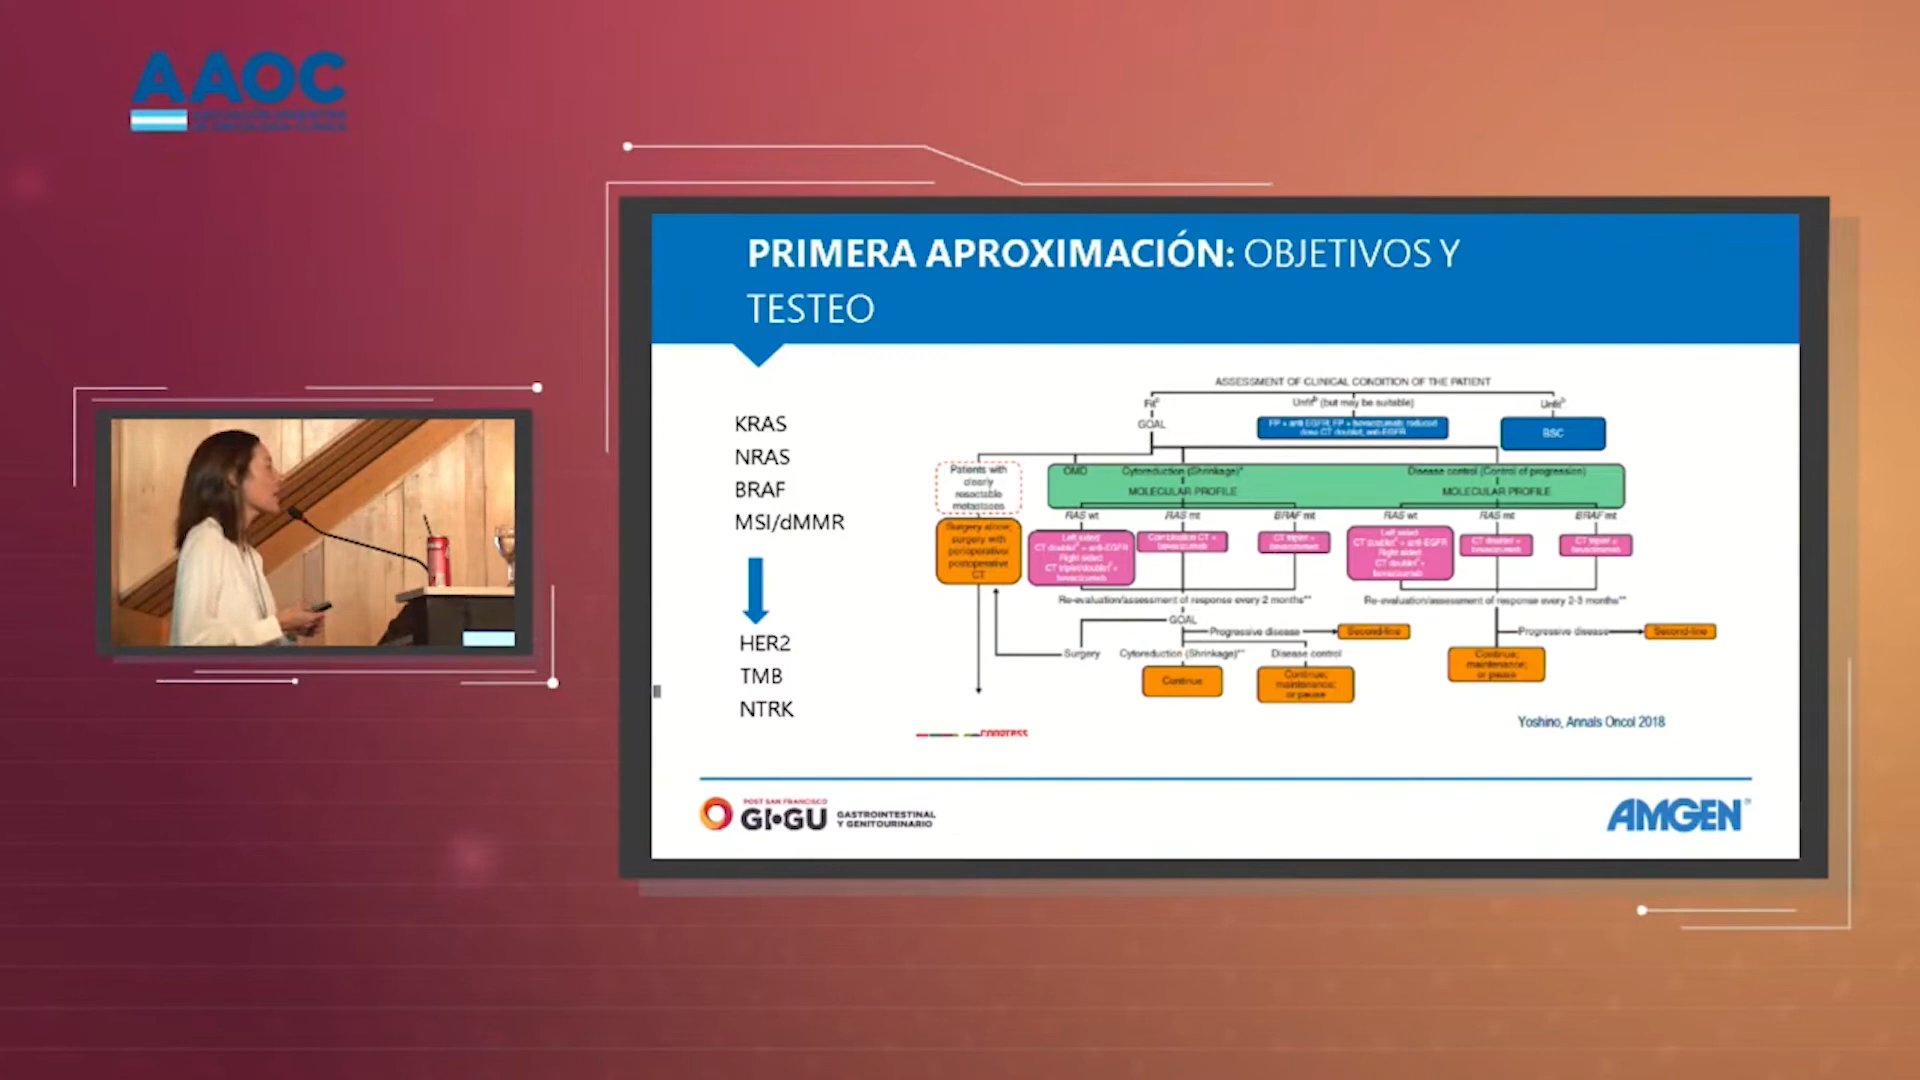 AAOC
PRIMERA APROXIMACIÓN: OBJETIVOS Y
TESTEO
KRAS
NRAS
BRAF
MSI/dMMR
HER2
TMB
NTRK
ASSESSMENT OF CLINICAL CONDITION OF THE PATIENT
Fitᵇ
Unfitᵇ (but may be suitable)
Unfitᵇ
GOAL
FP + anti EGFR; FP + bevacizumab; reduced
dose CT doublet; anti-EGFR
BSC
Patients with
clearly
resectable
metastases
OMD
Cytoreduction (Shrinkage)*
Disease control (Control of progression)
MOLECULAR PROFILE
MOLECULAR PROFILE
RAS wt
RAS mt
BRAF mt
RAS wt
RAS mt
BRAF mt
Surgery alone;
surgery with
perioperative/
postoperative
CT
Left sided
CT doublet + anti-EGFR
Right sided
CT triplet/doublet +
bevacizumab
Combination CT +
bevacizumab
CT triplet +
bevacizumab
Left sided
CT doublet + anti-EGFR
Right sided
CT doublet +
bevacizumab
CT doublet +
bevacizumab
CT triplet ±
bevacizumab
Re-evaluation/assessment of response every 2 months**
Re-evaluation/assessment of response every 2-3 months**
GOAL
Progressive disease
Second-line
Progressive disease
Second-line
Surgery
Cytoreduction (Shrinkage)**
Disease control
Continue
Continue;
maintenance;
or pause
Continue;
maintenance;
or pause
Yoshino, Annals Oncol 2018
congress
POST SAN FRANCISCO
GI•GU
GASTROINTESTINAL
Y GENITOURINARIO
AMGEN